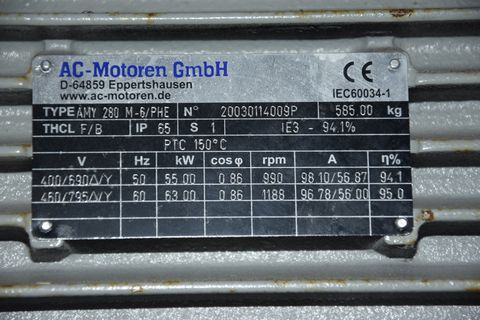 AC-Motoren GmbH
D-64859 Eppertshausen
www.ac-motoren.de
CE
IEC60034-1
TYPE AMY 280 M-6/PHE N° 20030114009P 585.00 kg
THCL F/B IP 65 S 1 IE3 - 94.1%
PTC 150°C
V Hz kW cosφ rpm A η%
400/690Δ/Y 50 55.00 0.86 990 98.10/56.87 94.1
460/795Δ/Y 60 63.00 0.86 1188 96.78/56.00 95.0